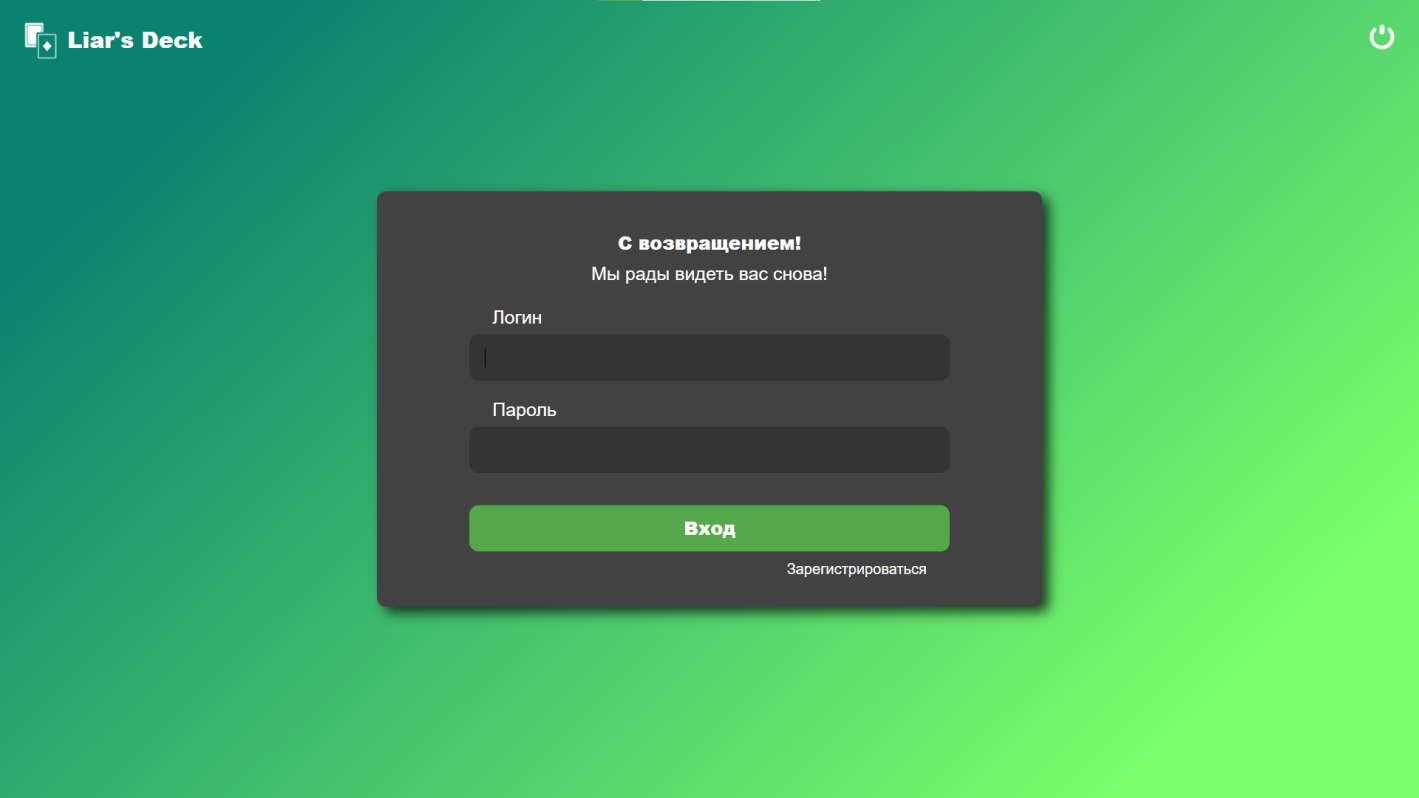 Liar's Deck
С возвращением!
Мы рады видеть вас снова!
Логин
Пароль
Вход
Зарегистрироваться